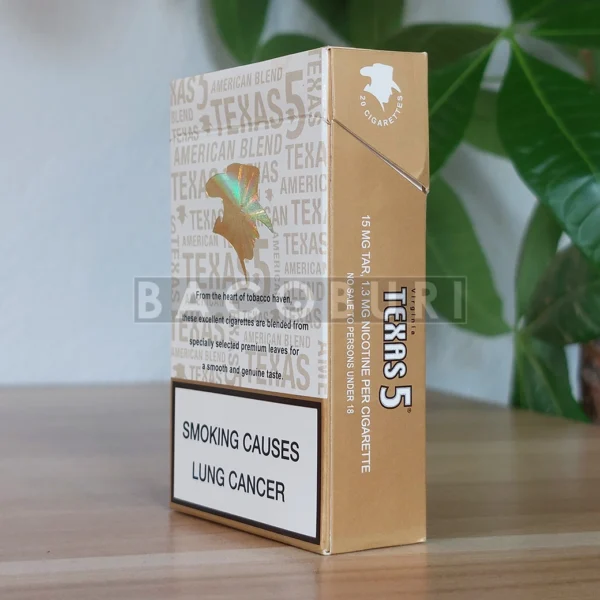 AMERICAN BLEND
TEXAS 5
AMERICAN BLEND
From the heart of tobacco haven,
these excellent cigarettes are blended from
specially selected premium leaves for
a smooth and genuine taste.
SMOKING CAUSES
LUNG CANCER
20 CIGARETTES
Virginia
TEXAS 5®
15 MG TAR, 1.3 MG NICOTINE PER CIGARETTE
NO SALE TO PERSONS UNDER 18
BACOBURI